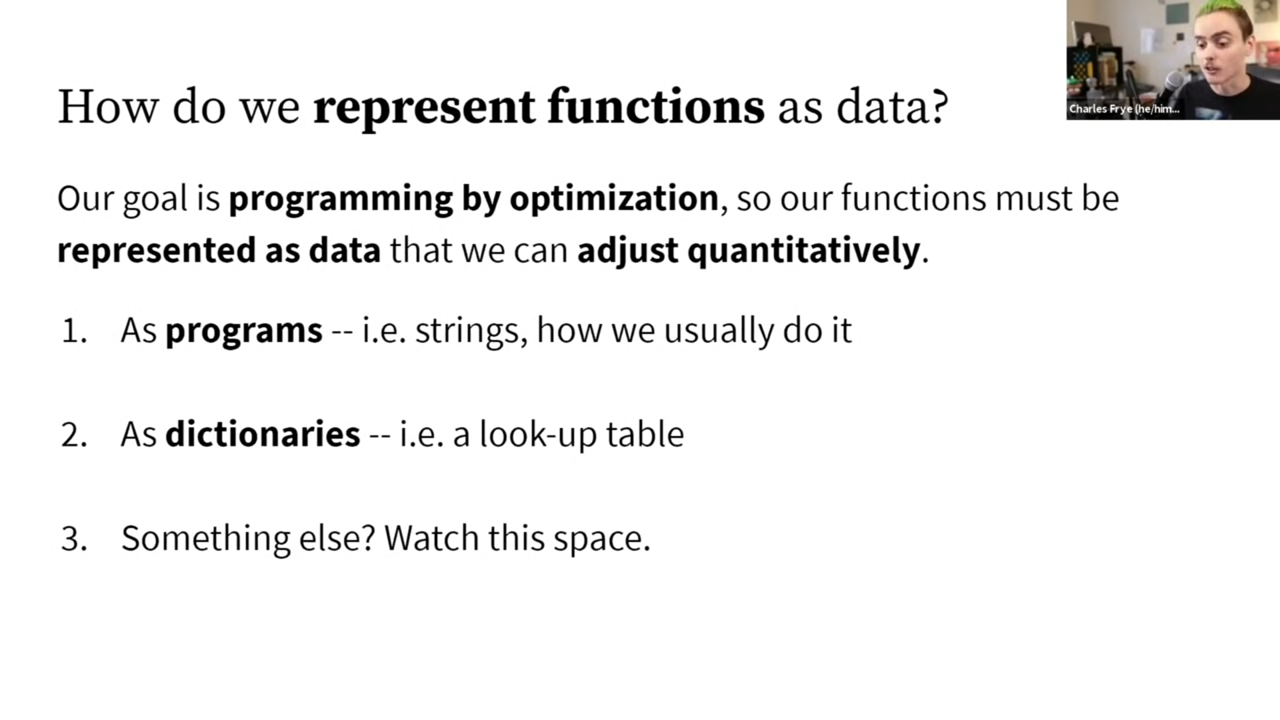 How do we represent functions as data?
Charles Frye (he/him...
Our goal is programming by optimization, so our functions must be
represented as data that we can adjust quantitatively.
1. As programs -- i.e. strings, how we usually do it
2. As dictionaries -- i.e. a look-up table
3. Something else? Watch this space.